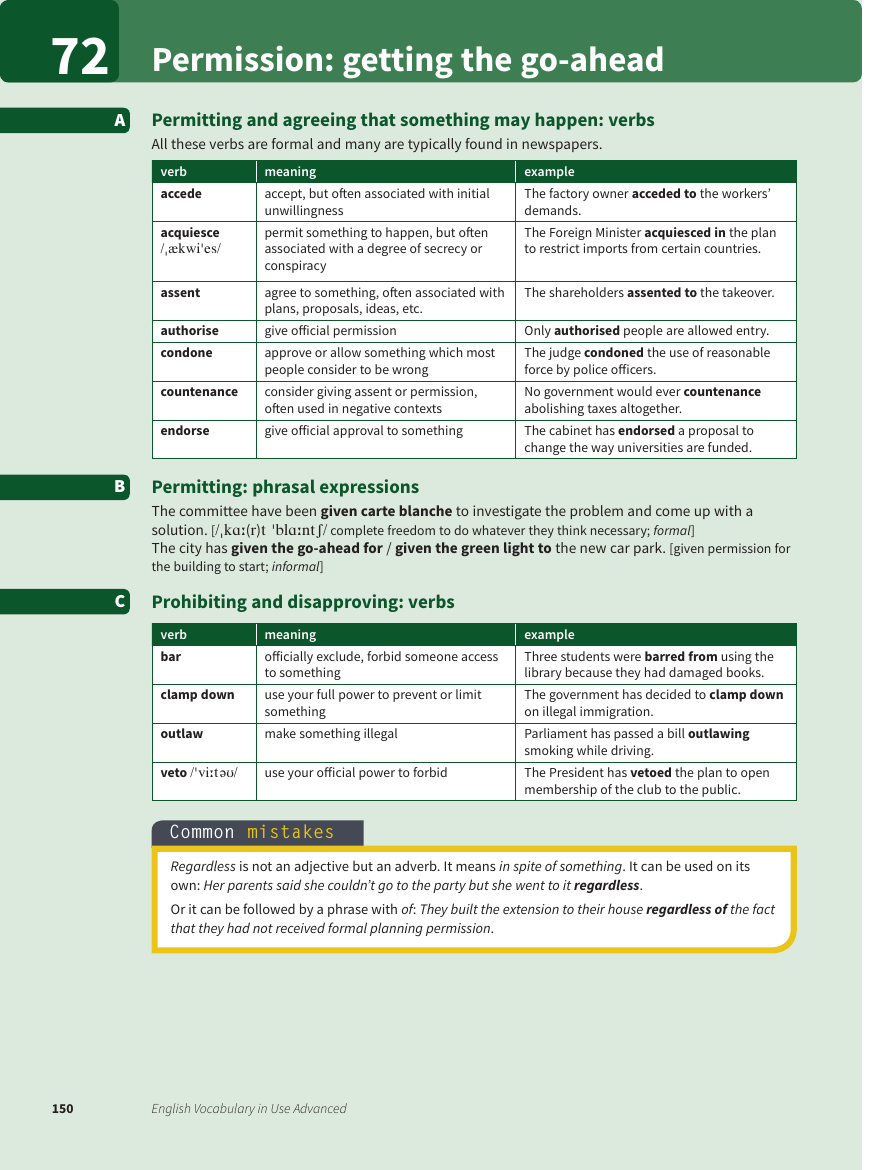 72
Permission: getting the go-ahead
A
Permitting and agreeing that something may happen: verbs
All these verbs are formal and many are typically found in newspapers.
verb meaning example
accede accept, but often associated with initial The factory owner acceded to the workers’
unwillingness demands.
acquiesce permit something to happen, but often The Foreign Minister acquiesced in the plan
/ˌækwiˈes/ associated with a degree of secrecy or to restrict imports from certain countries.
conspiracy
assent agree to something, often associated with The shareholders assented to the takeover.
plans, proposals, ideas, etc.
authorise give official permission Only authorised people are allowed entry.
condone approve or allow something which most The judge condoned the use of reasonable
people consider to be wrong force by police officers.
countenance consider giving assent or permission, No government would ever countenance
often used in negative contexts abolishing taxes altogether.
endorse give official approval to something The cabinet has endorsed a proposal to
change the way universities are funded.
B
Permitting: phrasal expressions
The committee have been given carte blanche to investigate the problem and come up with a
solution. [/ˌkɑː(r)t ˈblɑːntʃ/ complete freedom to do whatever they think necessary; formal]
The city has given the go-ahead for / given the green light to the new car park. [given permission for
the building to start; informal]
C
Prohibiting and disapproving: verbs
verb meaning example
bar officially exclude, forbid someone access Three students were barred from using the
to something library because they had damaged books.
clamp down use your full power to prevent or limit The government has decided to clamp down
something on illegal immigration.
outlaw make something illegal Parliament has passed a bill outlawing
smoking while driving.
veto /ˈviːtəʊ/ use your official power to forbid The President has vetoed the plan to open
membership of the club to the public.
Common mistakes
Regardless is not an adjective but an adverb. It means in spite of something. It can be used on its
own: Her parents said she couldn’t go to the party but she went to it regardless.
Or it can be followed by a phrase with of: They built the extension to their house regardless of the fact
that they had not received formal planning permission.
150
English Vocabulary in Use Advanced